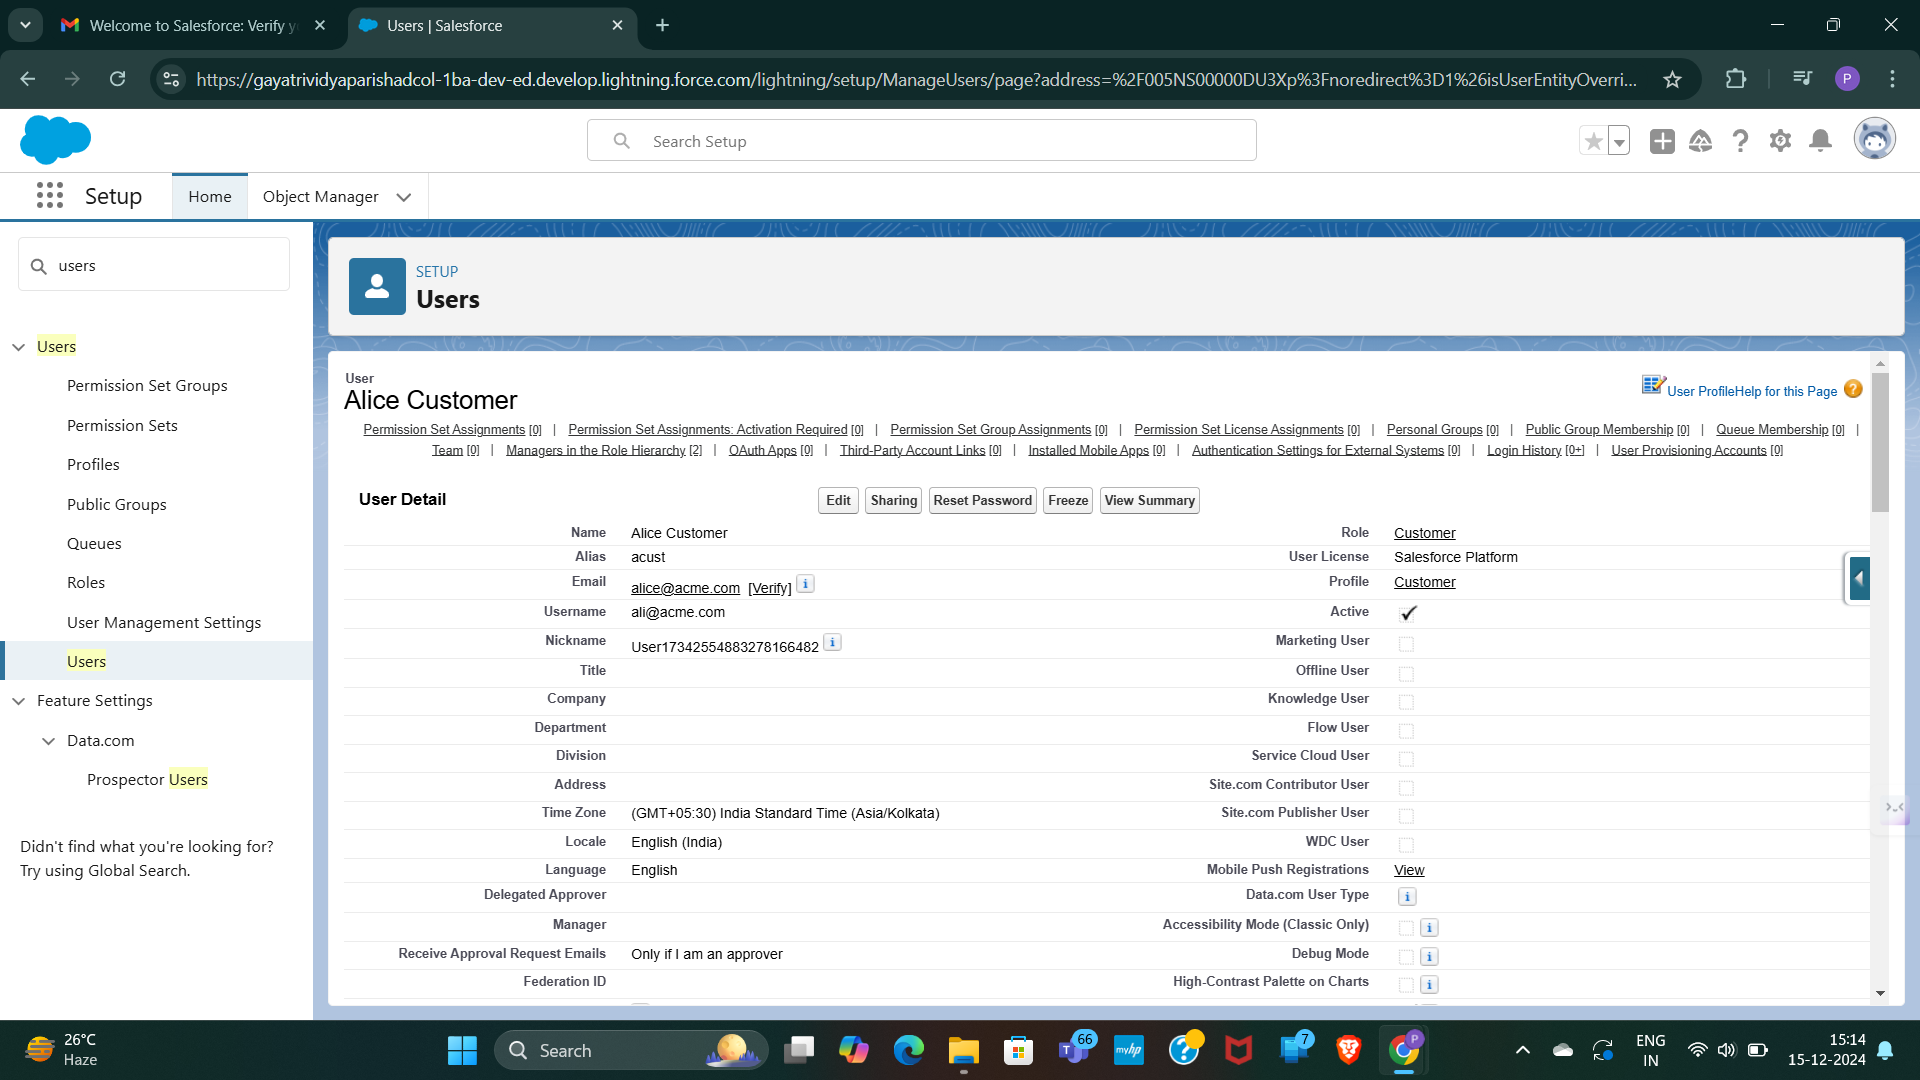 Welcome to Salesforce: Verify y
Users | Salesforce
https://gayatrividyaparishadcol-1ba-dev-ed.develop.lightning.force.com/lightning/setup/ManageUsers/page?address=%2F005NS00000DU3Xp%3Fnoredirect%3D1%26isUserEntityOverri...
P
Search Setup
Setup
Home
Object Manager
users
Users
Permission Set Groups
Permission Sets
Profiles
Public Groups
Queues
Roles
User Management Settings
Users
Feature Settings
Data.com
Prospector Users
Didn't find what you're looking for?
Try using Global Search.
SETUP
Users
User
Alice Customer
User Profile Help for this Page ?
Permission Set Assignments [0] | Permission Set Assignments: Activation Required [0] | Permission Set Group Assignments [0] | Permission Set License Assignments [0] | Personal Groups [0] | Public Group Membership [0] | Queue Membership [0] |
Team [0] | Managers in the Role Hierarchy [2] | OAuth Apps [0] | Third-Party Account Links [0] | Installed Mobile Apps [0] | Authentication Settings for External Systems [0] | Login History [0+] | User Provisioning Accounts [0]
User Detail
Edit Sharing Reset Password Freeze View Summary
Name Alice Customer Role Customer
Alias acust User License Salesforce Platform
Email alice@acme.com [Verify] i Profile Customer
Username ali@acme.com Active
Nickname User17342554883278166482 i Marketing User
Title Offline User
Company Knowledge User
Department Flow User
Division Service Cloud User
Address Site.com Contributor User
Time Zone (GMT+05:30) India Standard Time (Asia/Kolkata) Site.com Publisher User
Locale English (India) WDC User
Language English Mobile Push Registrations View
Delegated Approver Data.com User Type i
Manager Accessibility Mode (Classic Only) i
Receive Approval Request Emails Only if I am an approver Debug Mode i
Federation ID High-Contrast Palette on Charts i
26°C
Haze
Search
66
myhp
7
P
ENG
IN
15:14
15-12-2024